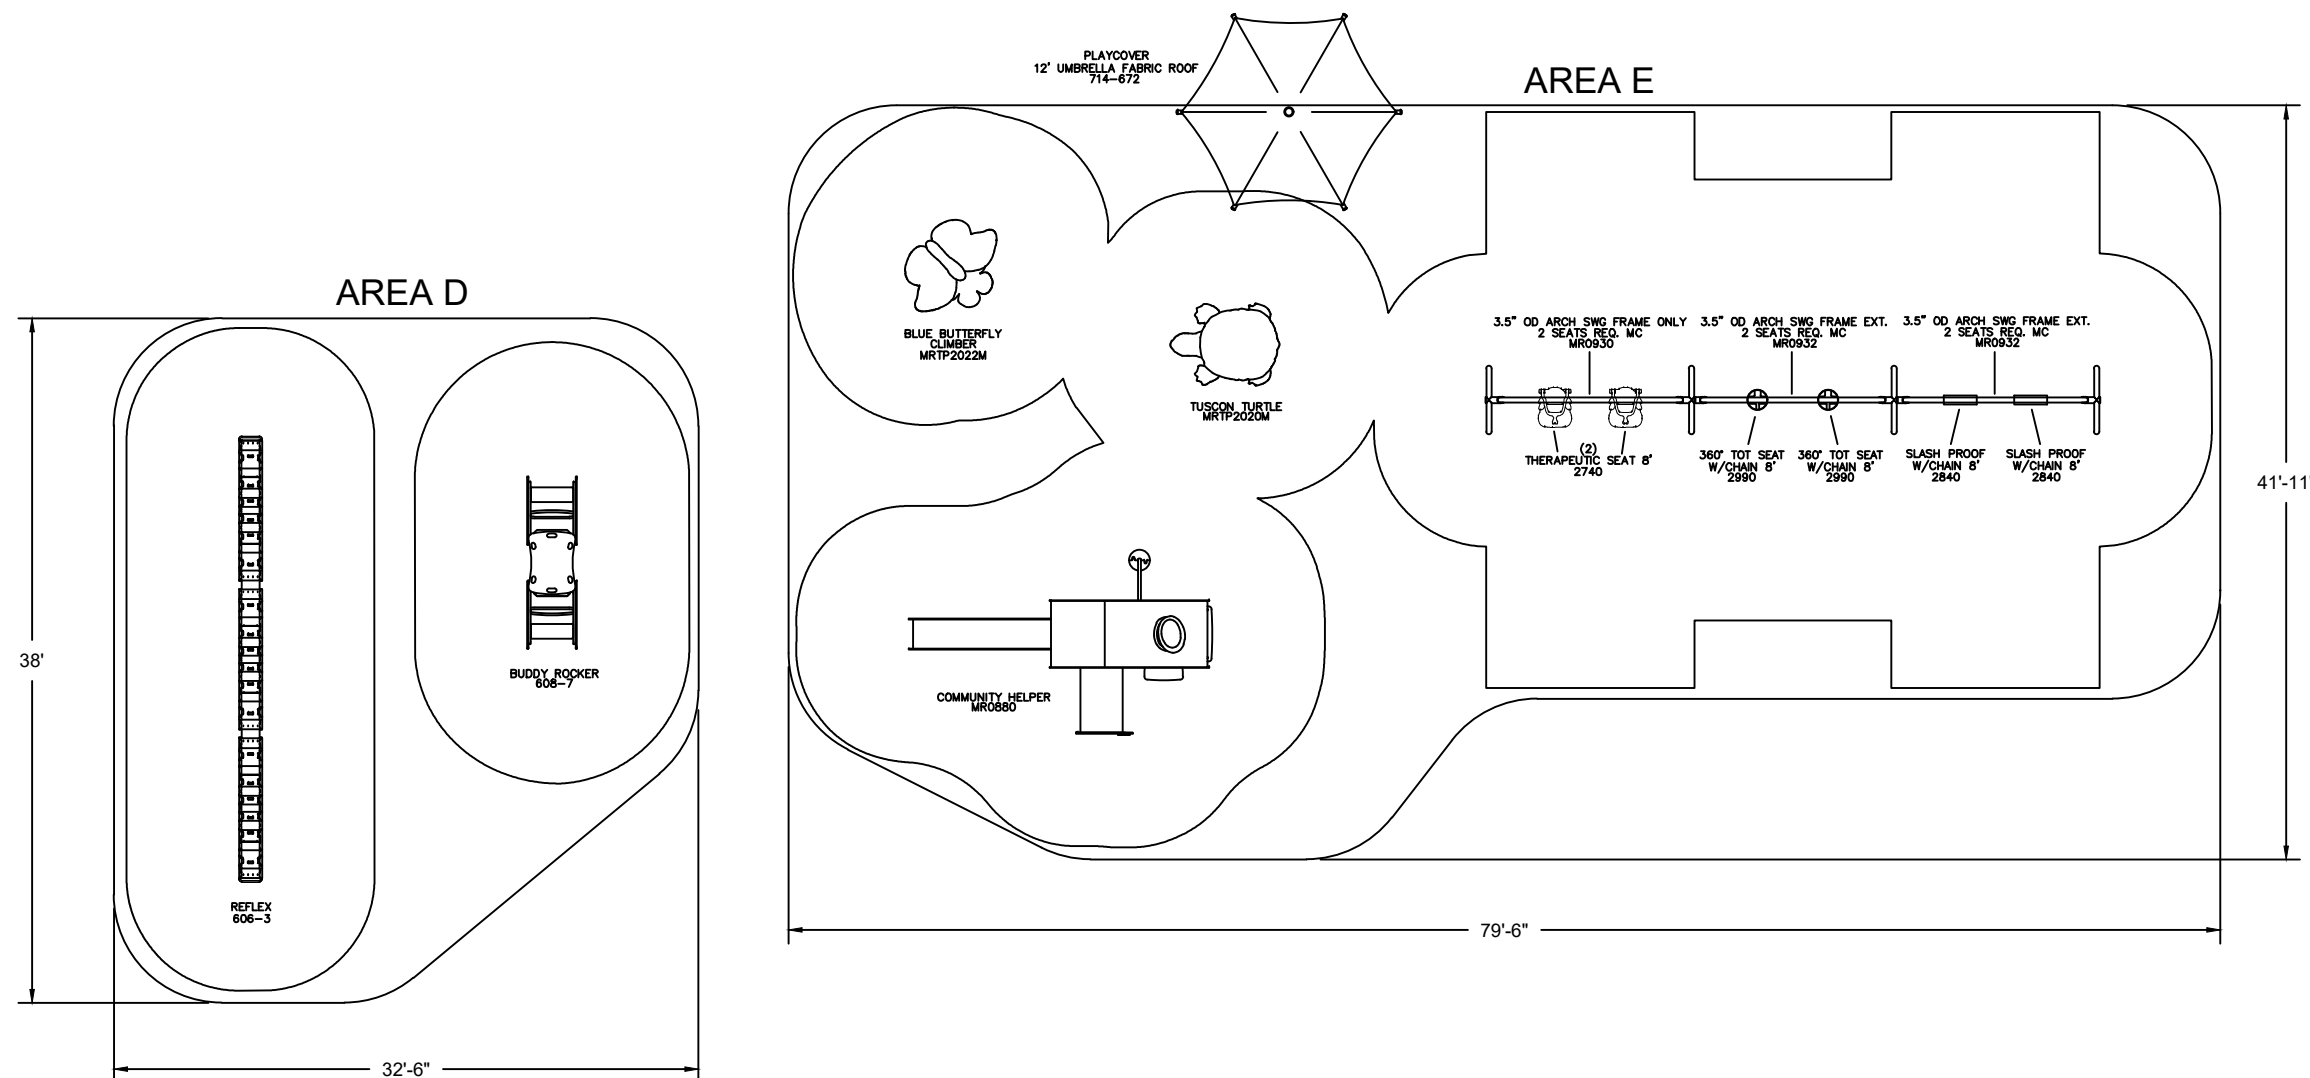 AREA D
38'
REFLEX
606-3
BUDDY ROCKER
608-7
32'-6"
PLAYCOVER
12' UMBRELLA FABRIC ROOF
714-672
AREA E
BLUE BUTTERFLY
CLIMBER
MRTP2022M
TUSCON TURTLE
MRTP2020M
3.5" OD ARCH SWG FRAME ONLY
2 SEATS REQ. MC
MR0930
3.5" OD ARCH SWG FRAME EXT.
2 SEATS REQ. MC
MR0932
3.5" OD ARCH SWG FRAME EXT.
2 SEATS REQ. MC
MR0932
(2)
THERAPEUTIC SEAT 8'
2740
360° TOT SEAT
W/CHAIN 8'
2990
360° TOT SEAT
W/CHAIN 8'
2990
SLASH PROOF
W/CHAIN 8'
2840
SLASH PROOF
W/CHAIN 8'
2840
COMMUNITY HELPER
MR0880
41'-11"
79'-6"